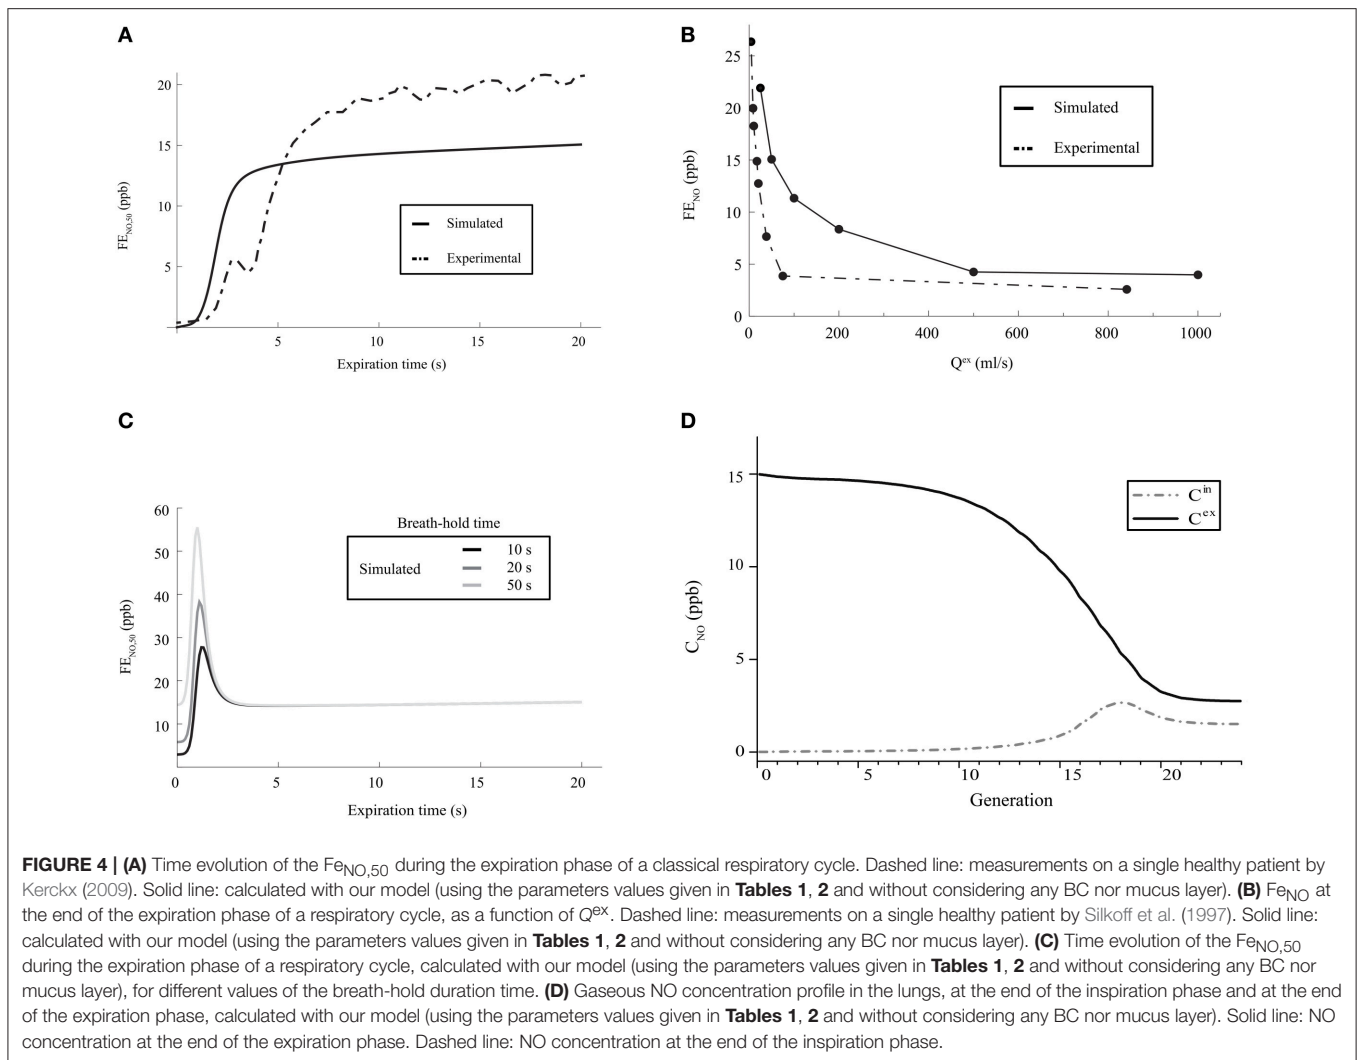 A
20
15
10
5
FE_NO,50 (ppb)
Simulated
Experimental
5
10
15
20
Expiration time (s)
B
25
20
15
10
5
0
FE_NO (ppb)
Simulated
Experimental
0
200
400
600
800
1000
Q^ex (ml/s)
C
60
50
40
30
20
10
FE_NO,50 (ppb)
Breath-hold time
Simulated
10 s
20 s
50 s
0
5
10
15
20
Expiration time (s)
D
15
10
5
0
C_NO (ppb)
C^in
C^ex
0
5
10
15
20
Generation
FIGURE 4 | (A) Time evolution of the Fe_NO,50 during the expiration phase of a classical respiratory cycle. Dashed line: measurements on a single healthy patient by
Kerckx (2009). Solid line: calculated with our model (using the parameters values given in Tables 1, 2 and without considering any BC nor mucus layer). (B) Fe_NO at
the end of the expiration phase of a respiratory cycle, as a function of Q^ex. Dashed line: measurements on a single healthy patient by Silkoff et al. (1997). Solid line:
calculated with our model (using the parameters values given in Tables 1, 2 and without considering any BC nor mucus layer). (C) Time evolution of the Fe_NO,50
during the expiration phase of a respiratory cycle, calculated with our model (using the parameters values given in Tables 1, 2 and without considering any BC nor
mucus layer), for different values of the breath-hold duration time. (D) Gaseous NO concentration profile in the lungs, at the end of the inspiration phase and at the end
of the expiration phase, calculated with our model (using the parameters values given in Tables 1, 2 and without considering any BC nor mucus layer). Solid line: NO
concentration at the end of the expiration phase. Dashed line: NO concentration at the end of the inspiration phase.